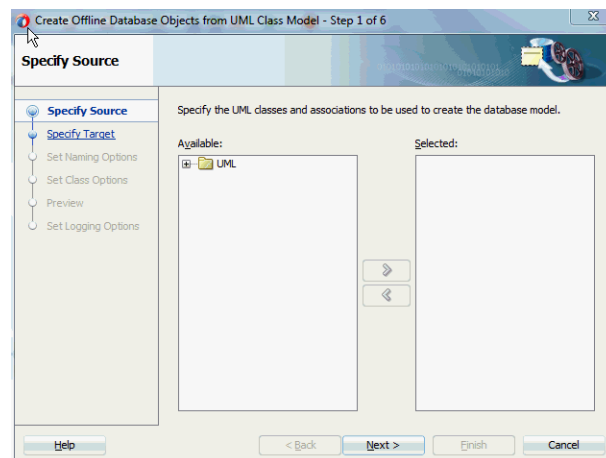 Create Offline Database Objects from UML Class Model - Step 1 of 6
Specify Source
Specify Source
Specify Target
Set Naming Options
Set Class Options
Preview
Set Logging Options
Specify the UML classes and associations to be used to create the database model.
Available:
Selected:
UML
Help
< Back
Next >
Finish
Cancel